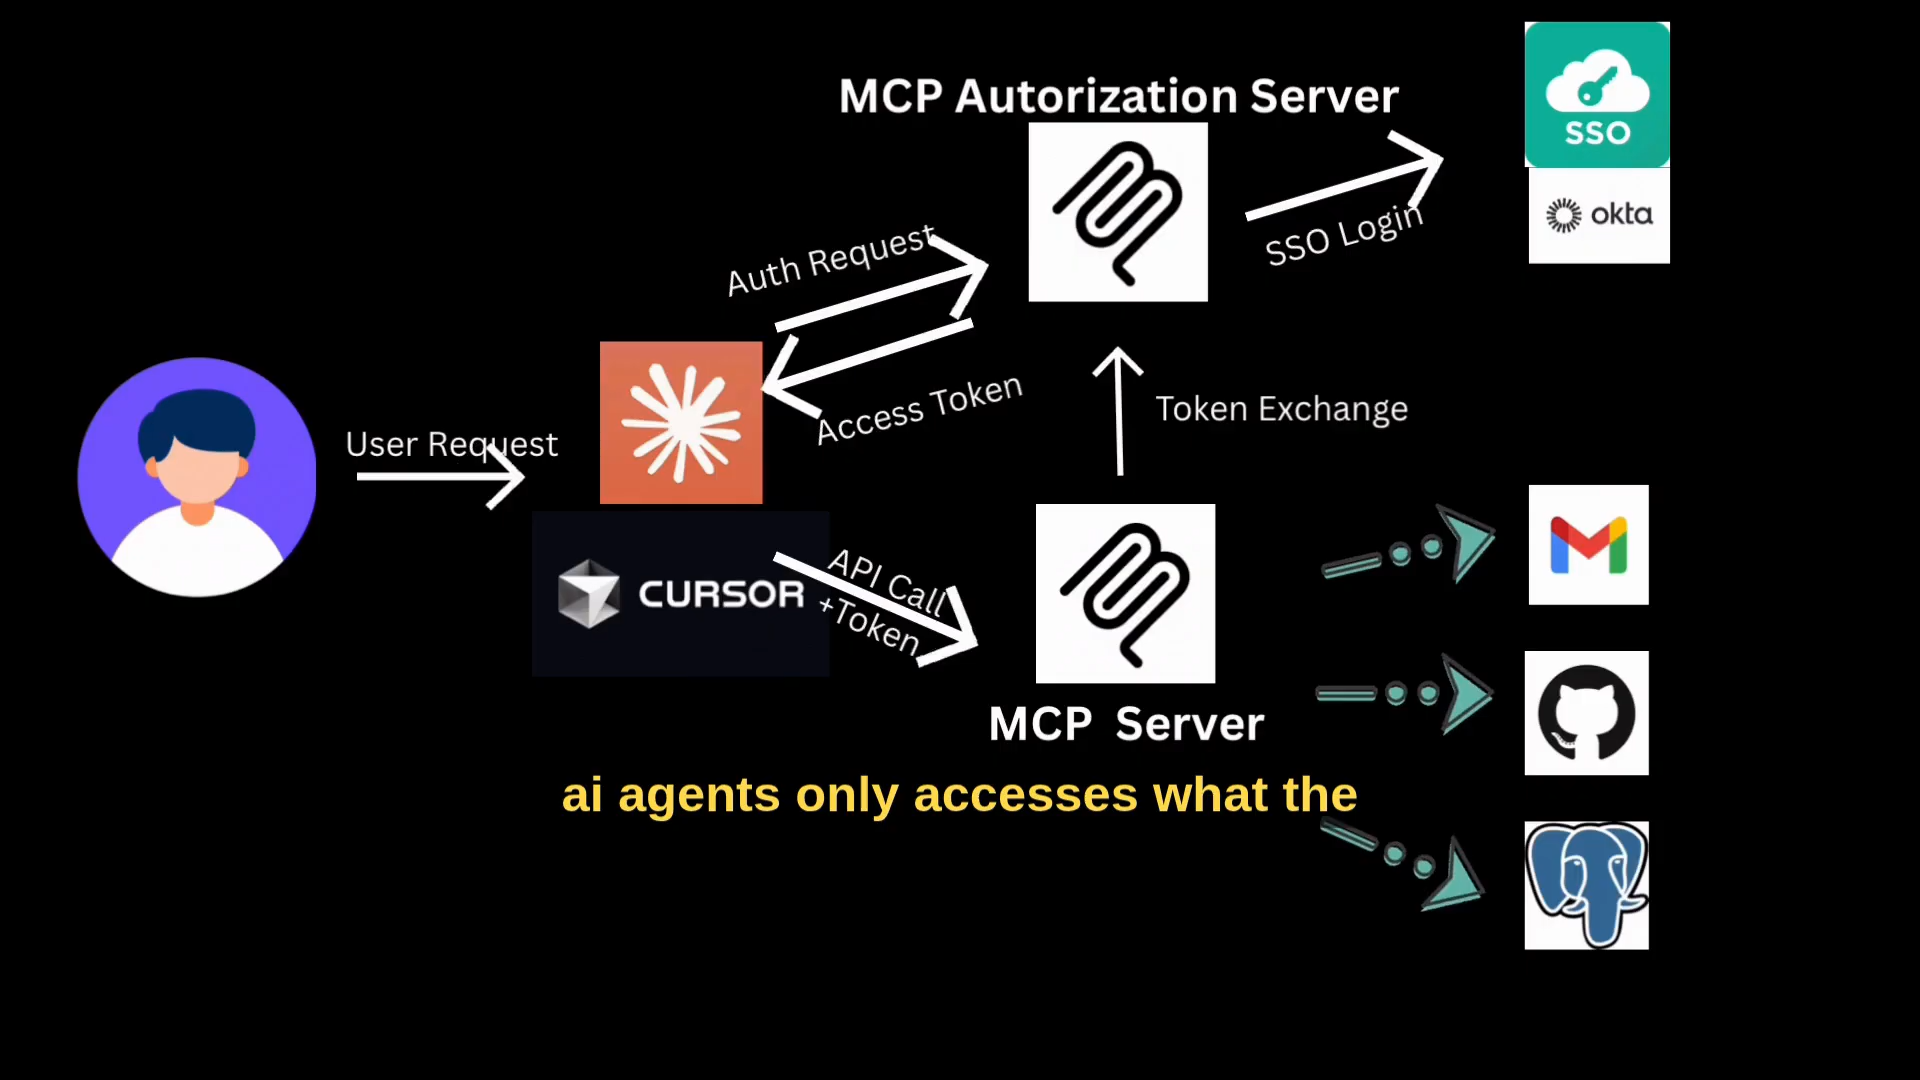 MCP Autorization Server
SSO
okta
SSO Login
Auth Request
Access Token
User Request
Token Exchange
CURSOR
API Call
+Token
MCP Server
ai agents only accesses what the